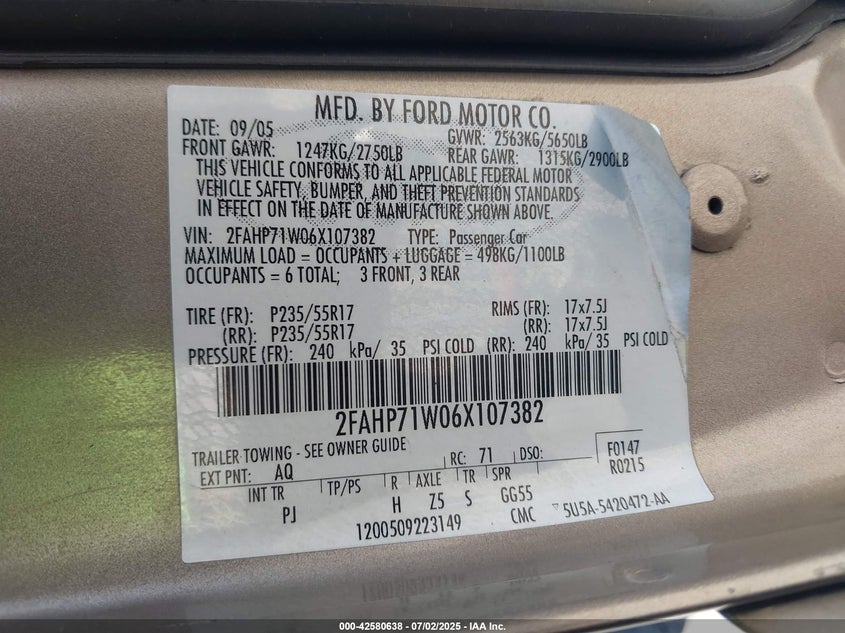 MFD. BY FORD MOTOR CO.
DATE: 09/05 GVWR: 2563KG/5650LB
FRONT GAWR: 1247KG/2750LB REAR GAWR: 1315KG/2900LB
THIS VEHICLE CONFORMS TO ALL APPLICABLE FEDERAL MOTOR
VEHICLE SAFETY, BUMPER, AND THEFT PREVENTION STANDARDS
IN EFFECT ON THE DATE OF MANUFACTURE SHOWN ABOVE.
VIN: 2FAHP71W06X107382 TYPE: Passenger Car
MAXIMUM LOAD = OCCUPANTS + LUGGAGE = 498KG/1100LB
OCCUPANTS = 6 TOTAL; 3 FRONT, 3 REAR
TIRE (FR): P235/55R17 RIMS (FR): 17x7.5J
(RR): P235/55R17 (RR): 17x7.5J
PRESSURE (FR): 240 kPa/ 35 PSI COLD (RR): 240 kPa/ 35 PSI COLD
2FAHP71W06X107382
TRAILER TOWING - SEE OWNER GUIDE
EXT PNT: AQ RC: 71 DSO: F0147
R0215
INT TR TP/PS R AXLE TR SPR
PJ H Z5 S GG55
1200509223149 CMC 5U5A-5420472-AA
000-42580638 - 07/02/2025 - IAA Inc.